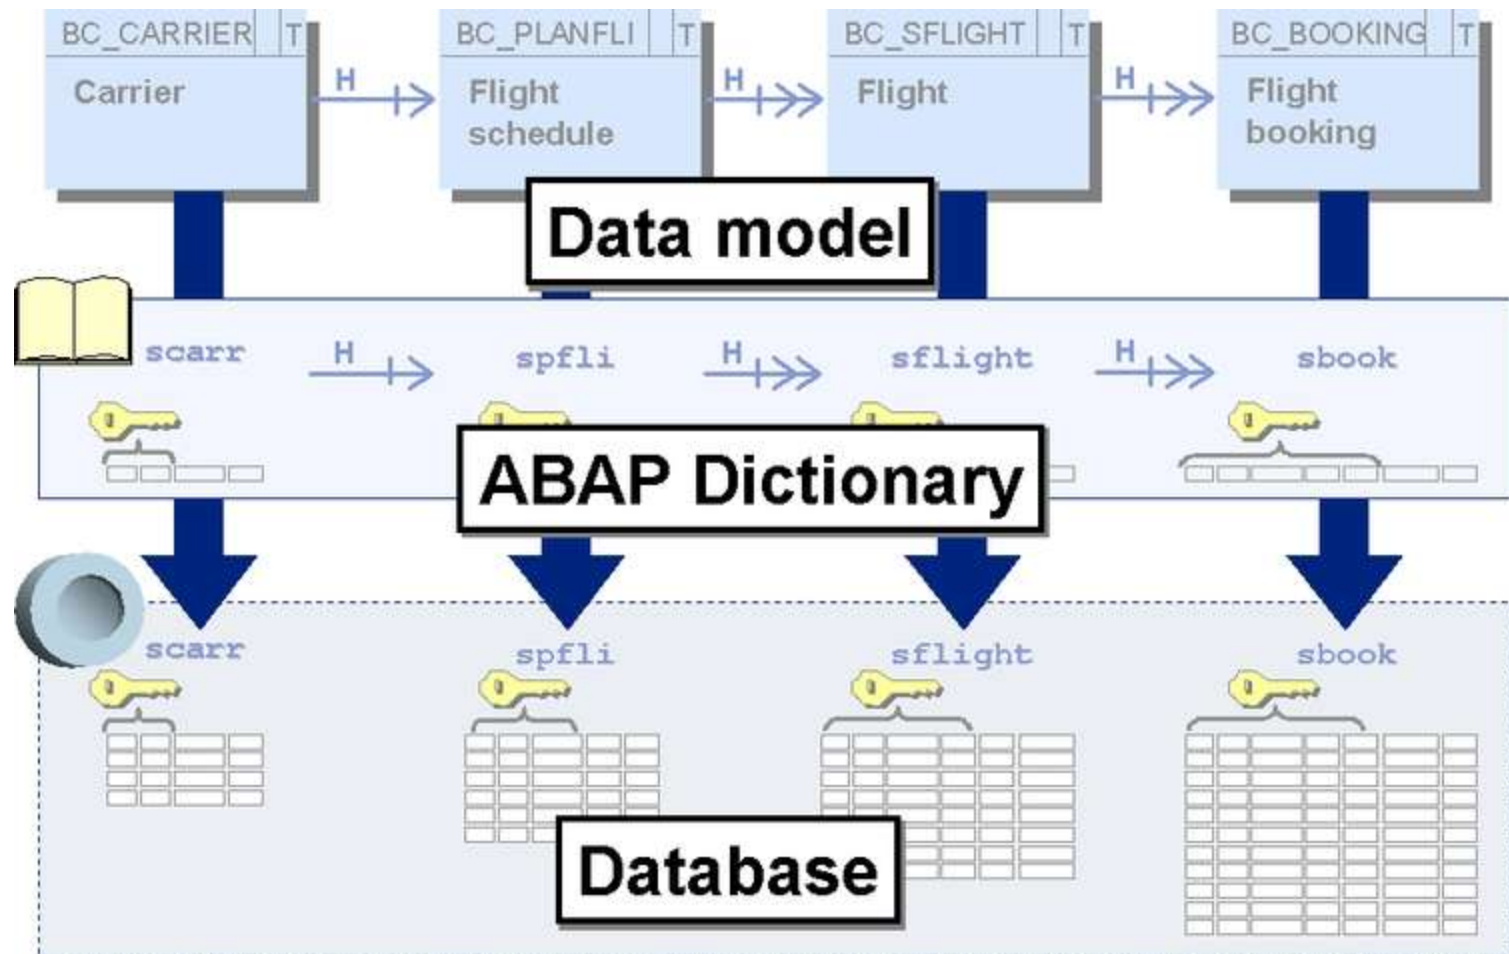 BC_CARRIER T
BC_PLANFLI T
BC_SFLIGHT T
BC_BOOKING T
Carrier
H
Flight
schedule
H
Flight
H
Flight
booking
Data model
scarr
H
spfli
H
sflight
H
sbook
ABAP Dictionary
scarr
spfli
sflight
sbook
Database